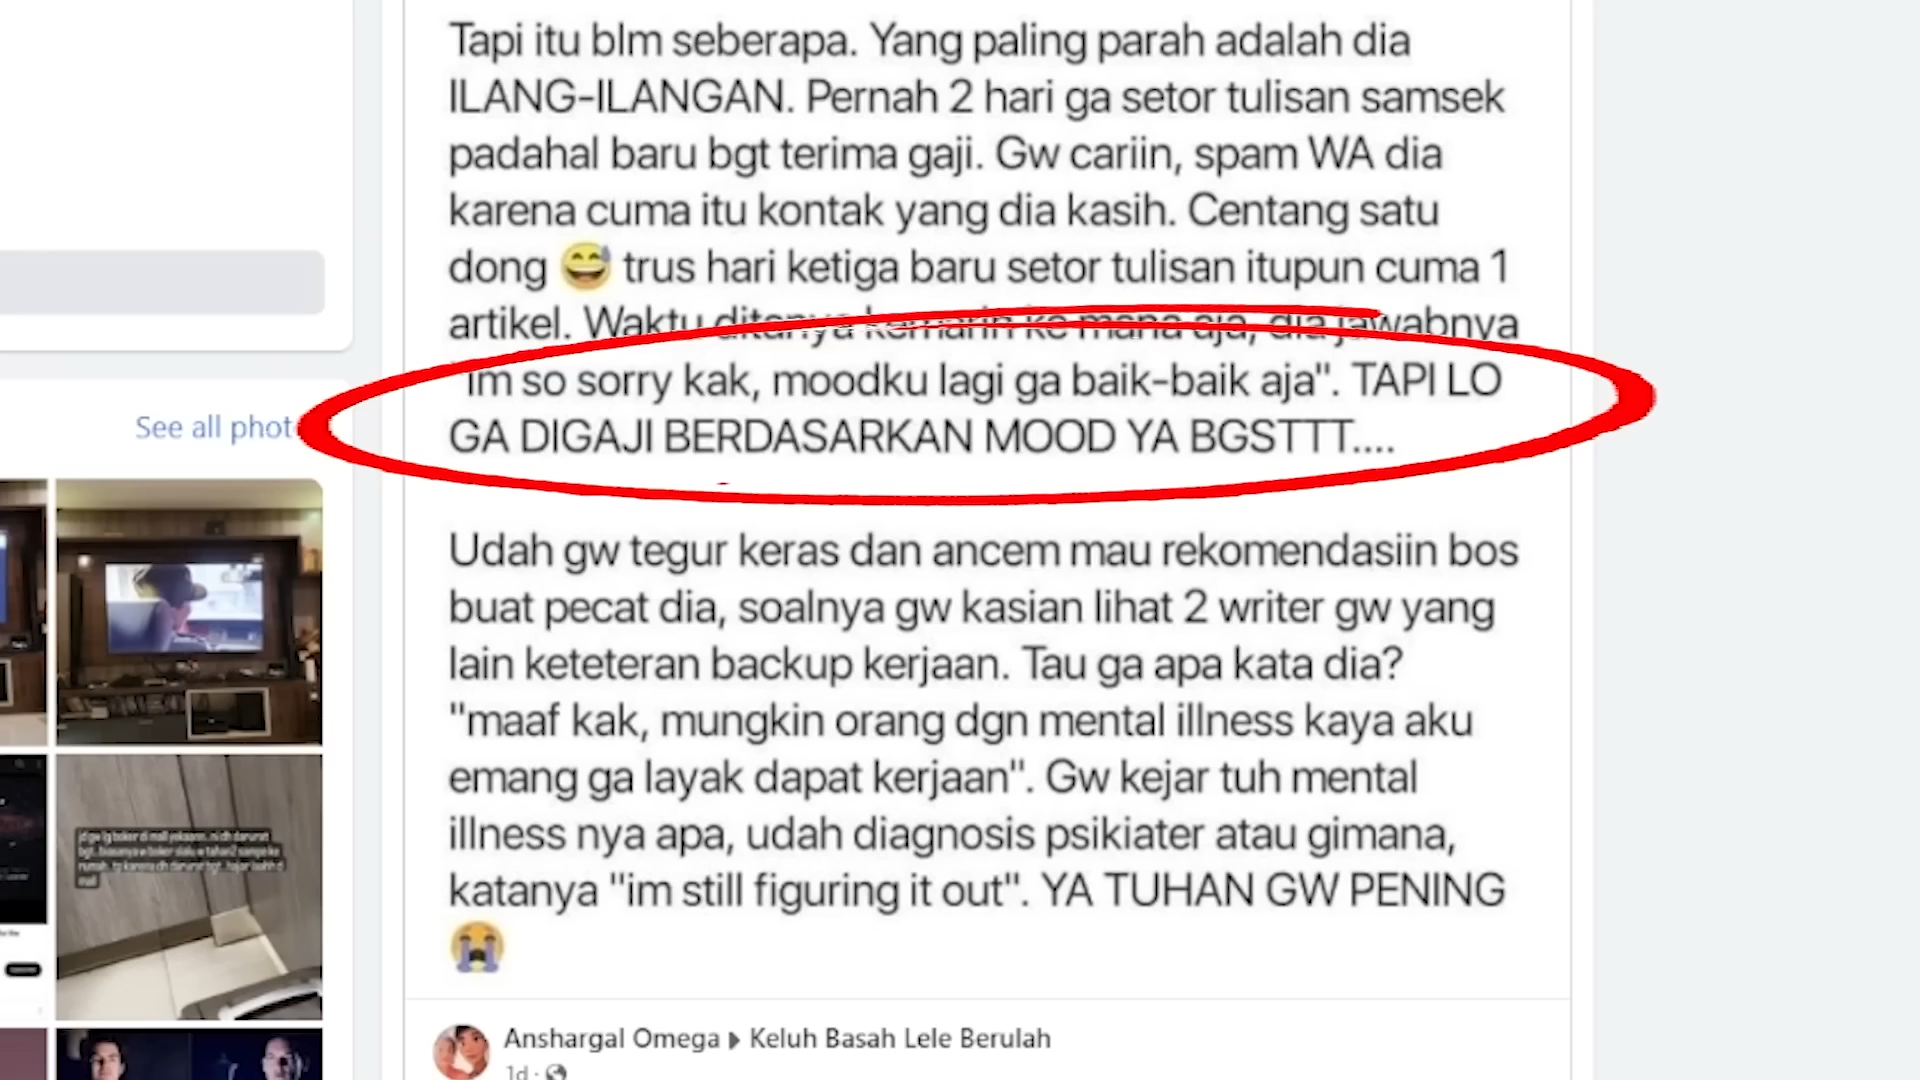 Tapi itu blm seberapa. Yang paling parah adalah dia
ILANG-ILANGAN. Pernah 2 hari ga setor tulisan samsek
padahal baru bgt terima gaji. Gw cariin, spam WA dia
karena cuma itu kontak yang dia kasih. Centang satu
dong 😅 trus hari ketiga baru setor tulisan itupun cuma 1
artikel. Waktu ditanya kemarin ke mana aja, dia jawabnya
"im so sorry kak, moodku lagi ga baik-baik aja". TAPI LO
GA DIGAJI BERDASARKAN MOOD YA BGSTTT....
Udah gw tegur keras dan ancem mau rekomendasiin bos
buat pecat dia, soalnya gw kasian lihat 2 writer gw yang
lain keteteran backup kerjaan. Tau ga apa kata dia?
"maaf kak, mungkin orang dgn mental illness kaya aku
emang ga layak dapat kerjaan". Gw kejar tuh mental
illness nya apa, udah diagnosis psikiater atau gimana,
katanya "im still figuring it out". YA TUHAN GW PENING
😭
Anshargal Omega ▸ Keluh Basah Lele Berulah
1d ·
See all phot